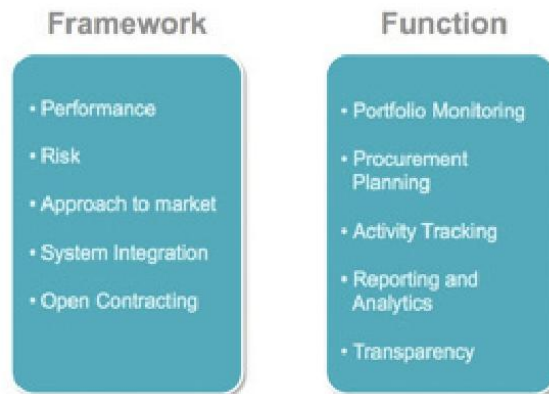 Framework
• Performance
• Risk
• Approach to market
• System Integration
• Open Contracting
Function
• Portfolio Monitoring
• Procurement
Planning
• Activity Tracking
• Reporting and
Analytics
• Transparency